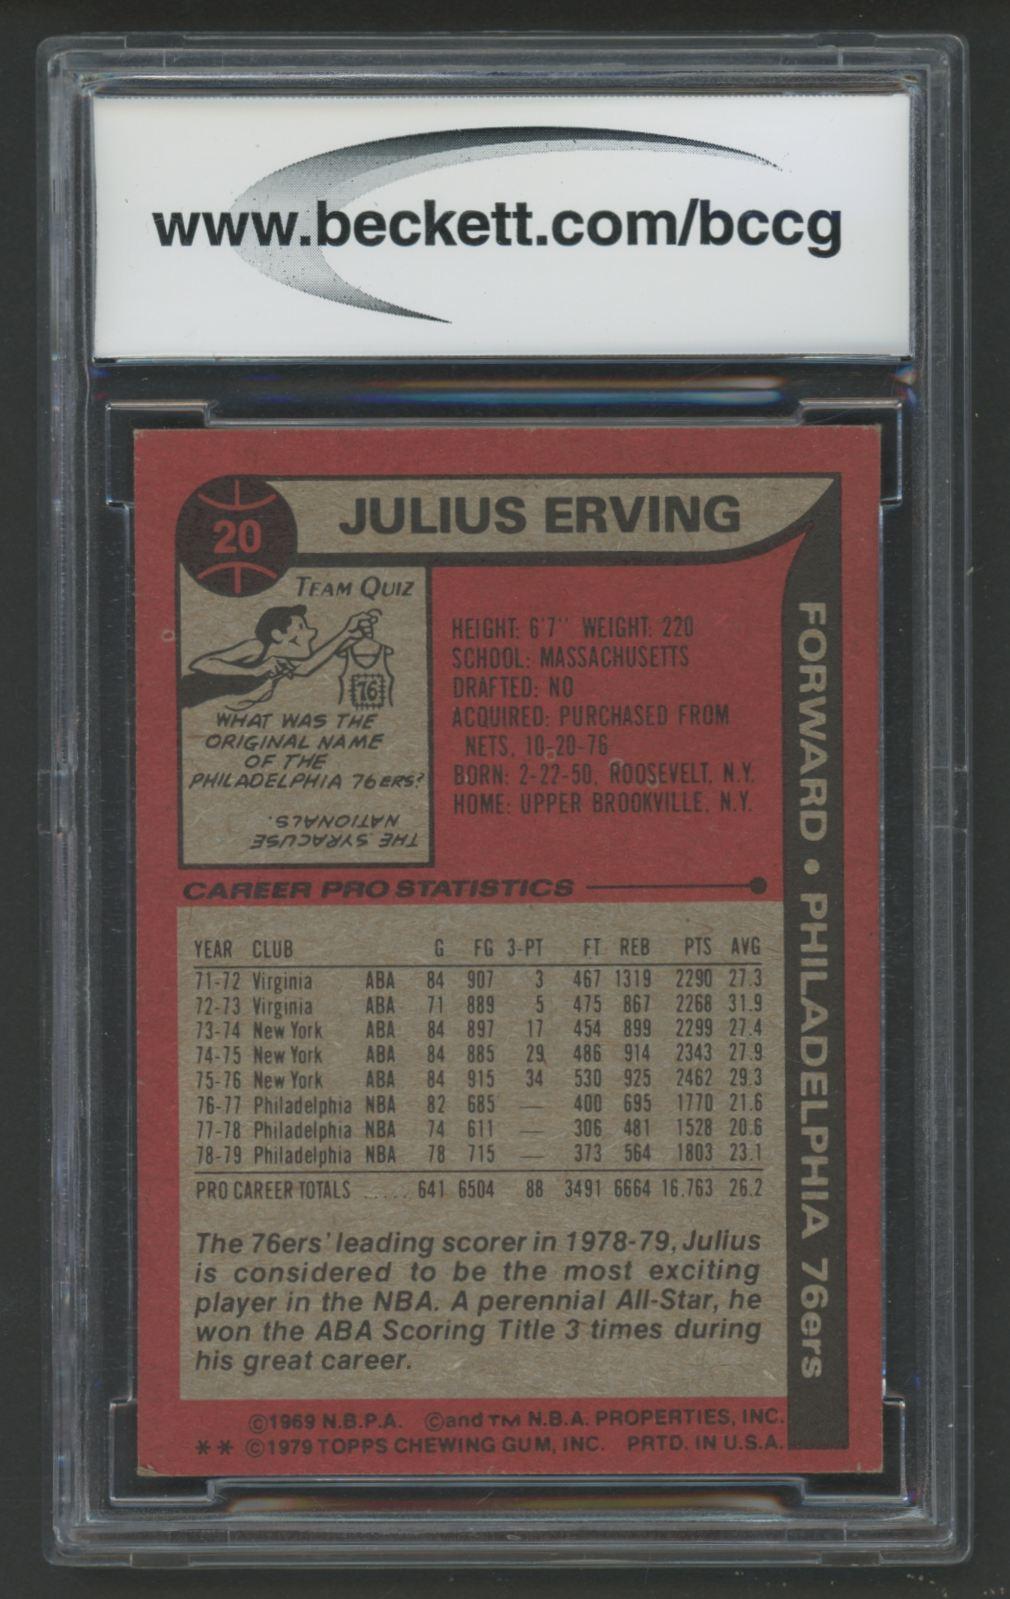 www.beckett.com/bccg
20
JULIUS ERVING
TEAM QUIZ
76
WHAT WAS THE
ORIGINAL NAME
OF THE
PHILADELPHIA 76ERS?
THE SYRACUSE
NATIONALS.
HEIGHT: 6'7" WEIGHT: 220
SCHOOL: MASSACHUSETTS
DRAFTED: NO
ACQUIRED: PURCHASED FROM
NETS, 10-20-76
BORN: 2-22-50, ROOSEVELT, N.Y.
HOME: UPPER BROOKVILLE, N.Y.
FORWARD • PHILADELPHIA 76ers
CAREER PRO STATISTICS
YEAR CLUB G FG 3-PT FT REB PTS AVG
71-72 Virginia ABA 84 907 3 467 1319 2290 27.3
72-73 Virginia ABA 71 889 5 475 867 2268 31.9
73-74 New York ABA 84 897 17 454 899 2299 27.4
74-75 New York ABA 84 885 29 486 914 2343 27.9
75-76 New York ABA 84 915 34 530 925 2462 29.3
76-77 Philadelphia NBA 82 685 — 400 695 1770 21.6
77-78 Philadelphia NBA 74 611 — 306 481 1528 20.6
78-79 Philadelphia NBA 78 715 — 373 564 1803 23.1
PRO CAREER TOTALS ...... 641 6504 88 3491 6664 16,763 26.2
The 76ers' leading scorer in 1978-79, Julius
is considered to be the most exciting
player in the NBA. A perennial All-Star, he
won the ABA Scoring Title 3 times during
his great career.
©1969 N.B.P.A. ©and TM N.B.A. PROPERTIES, INC.
** ©1979 TOPPS CHEWING GUM, INC. PRTD. IN U.S.A.